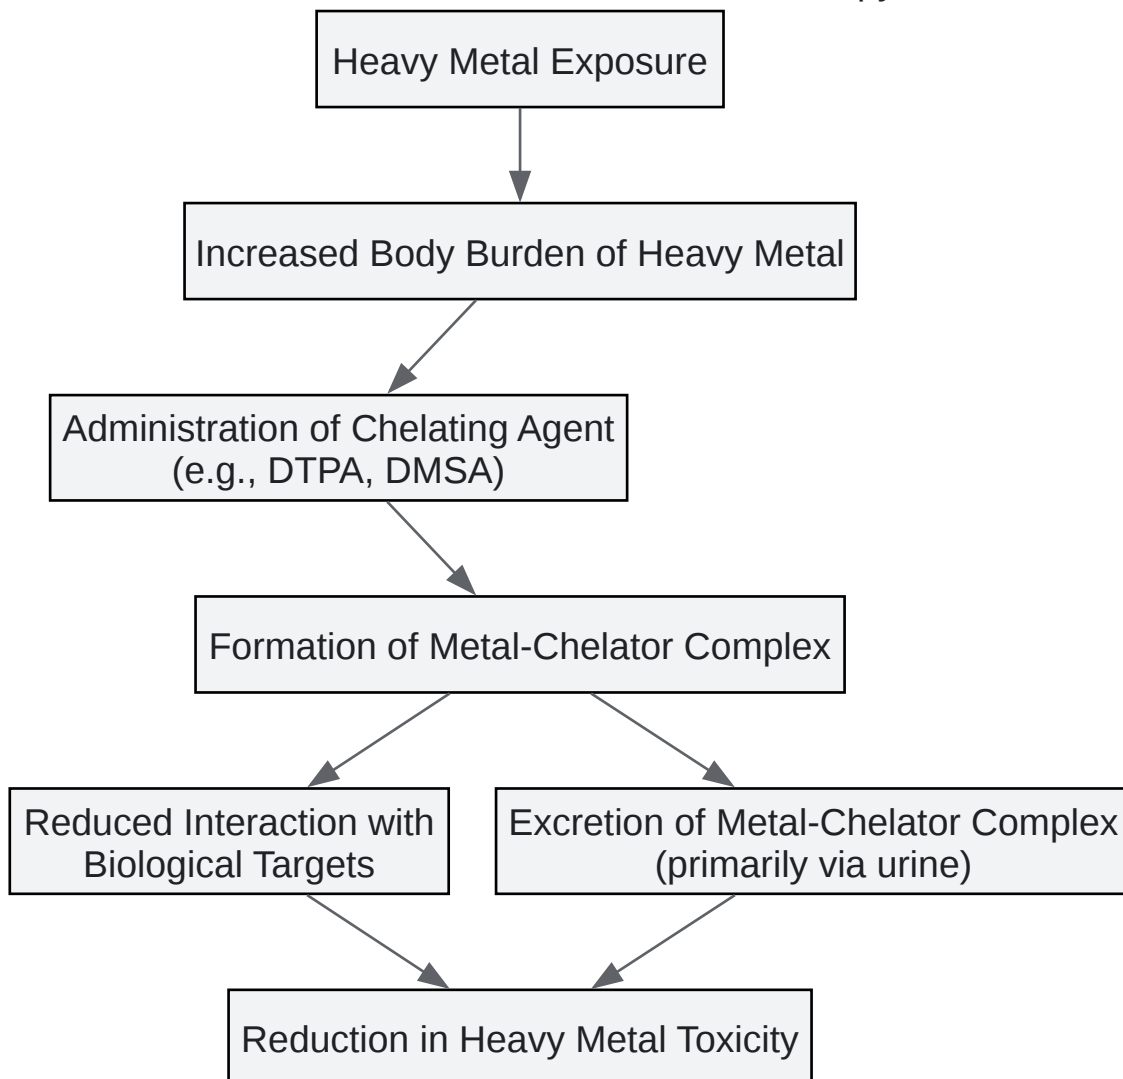 Heavy Metal Exposure
Increased Body Burden of Heavy Metal
Administration of Chelating Agent
(e.g., DTPA, DMSA)
Formation of Metal-Chelator Complex
Reduced Interaction with
Biological Targets
Excretion of Metal-Chelator Complex
(primarily via urine)
Reduction in Heavy Metal Toxicity